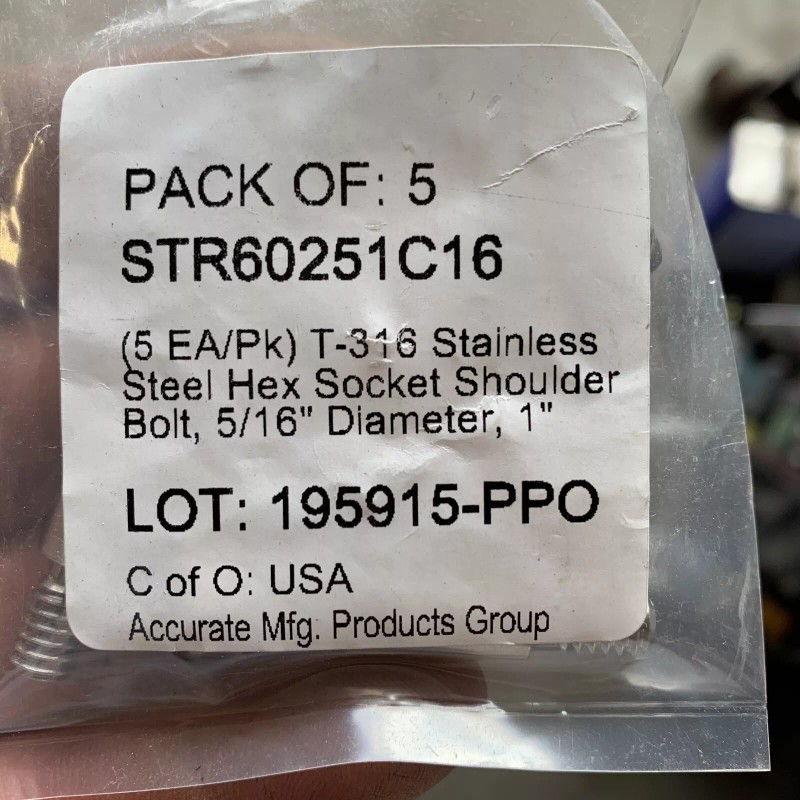 PACK OF: 5
STR60251C16
(5 EA/Pk) T-316 Stainless
Steel Hex Socket Shoulder
Bolt, 5/16" Diameter, 1"
LOT: 195915-PPO
C of O: USA
Accurate Mfg. Products Group